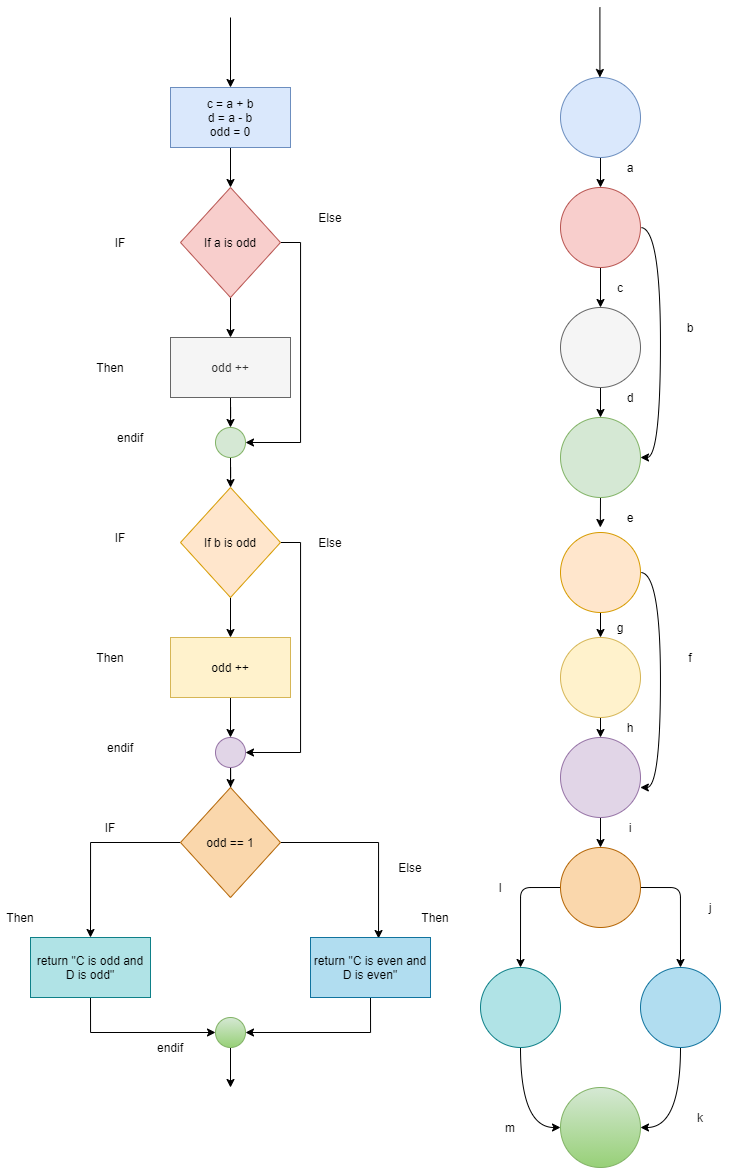 c = a + b
d = a - b
odd = 0
IF
If a is odd
Else
Then
odd ++
endif
IF
If b is odd
Else
Then
odd ++
endif
IF
odd == 1
Else
Then
Then
return "C is odd and
D is odd"
return "C is even and
D is even"
endif
a
c
b
d
e
g
f
h
i
l
j
m
k